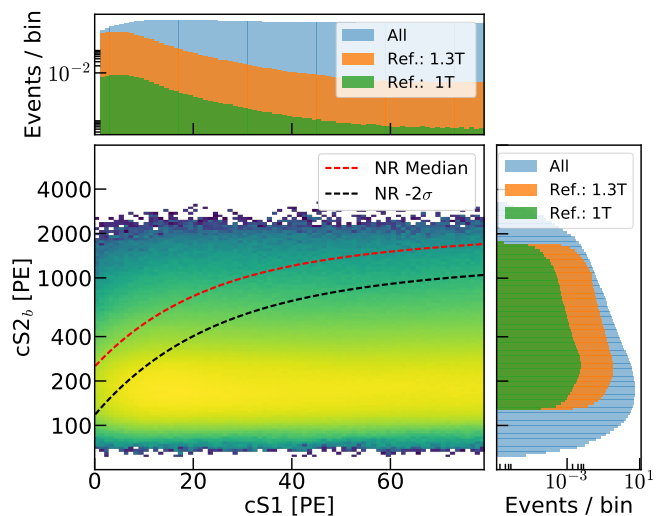 Events / bin
10⁻²
All
Ref.: 1.3T
Ref.: 1T
cS2_b [PE]
4000
2000
1000
400
200
100
NR Median
NR -2σ
0
20
40
60
cS1 [PE]
All
Ref.: 1.3T
Ref.: 1T
10⁻³
10¹
Events / bin